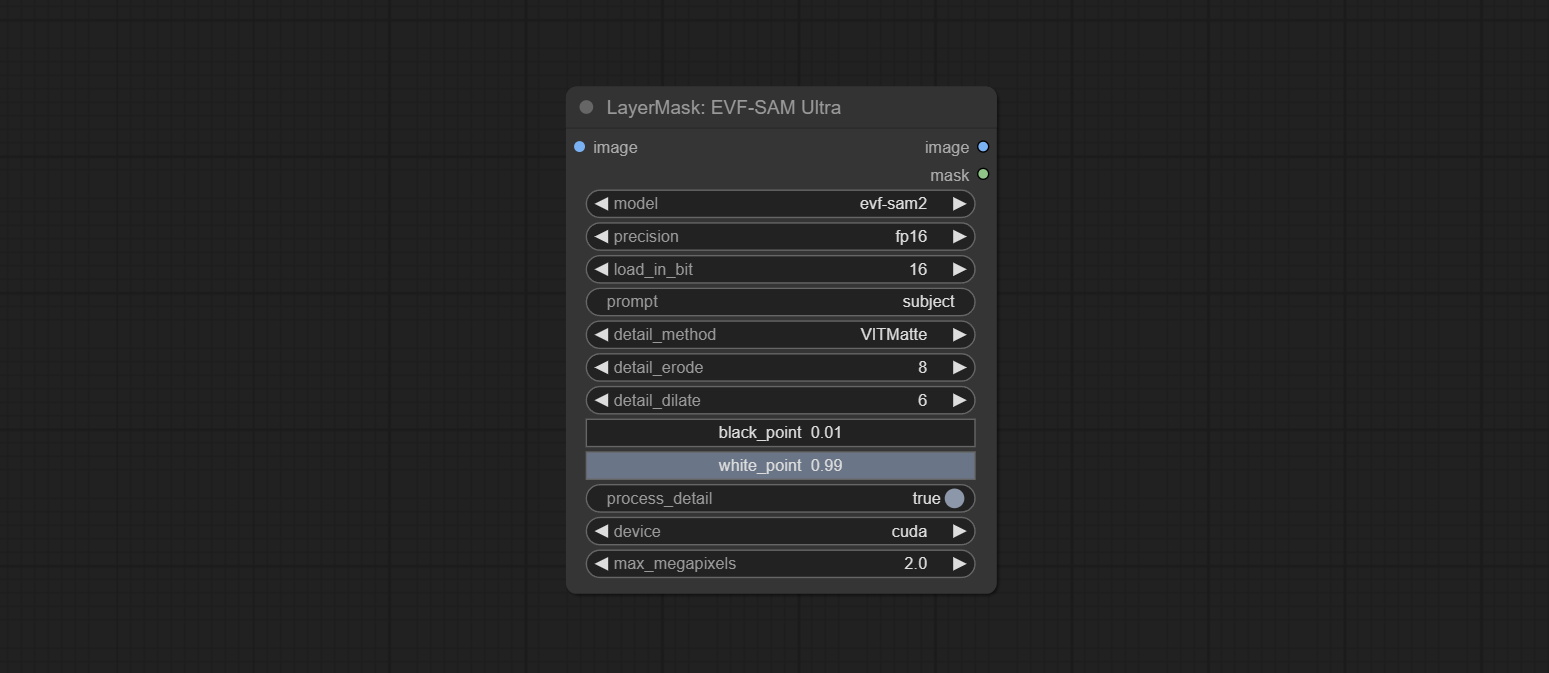 LayerMask: EVF-SAM Ultra
image image
mask
model evf-sam2
precision fp16
load_in_bit 16
prompt subject
detail_method VITMatte
detail_erode 8
detail_dilate 6
black_point 0.01
white_point 0.99
process_detail true
device cuda
max_megapixels 2.0